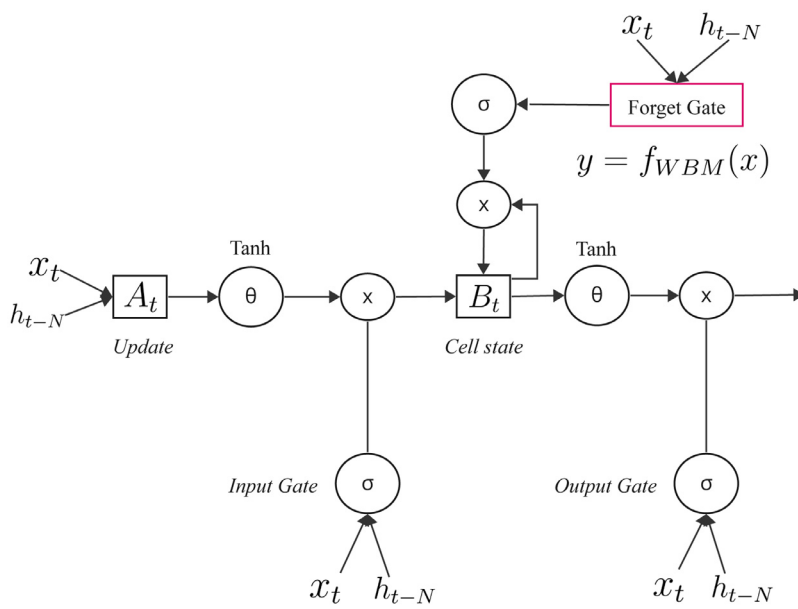 x_t h_{t-N}
σ Forget Gate
y = f_{WBM}(x)
x
Tanh Tanh
x_t A_t θ x B_t θ x
h_{t-N}
Update Cell state
Input Gate σ Output Gate σ
x_t h_{t-N} x_t h_{t-N}